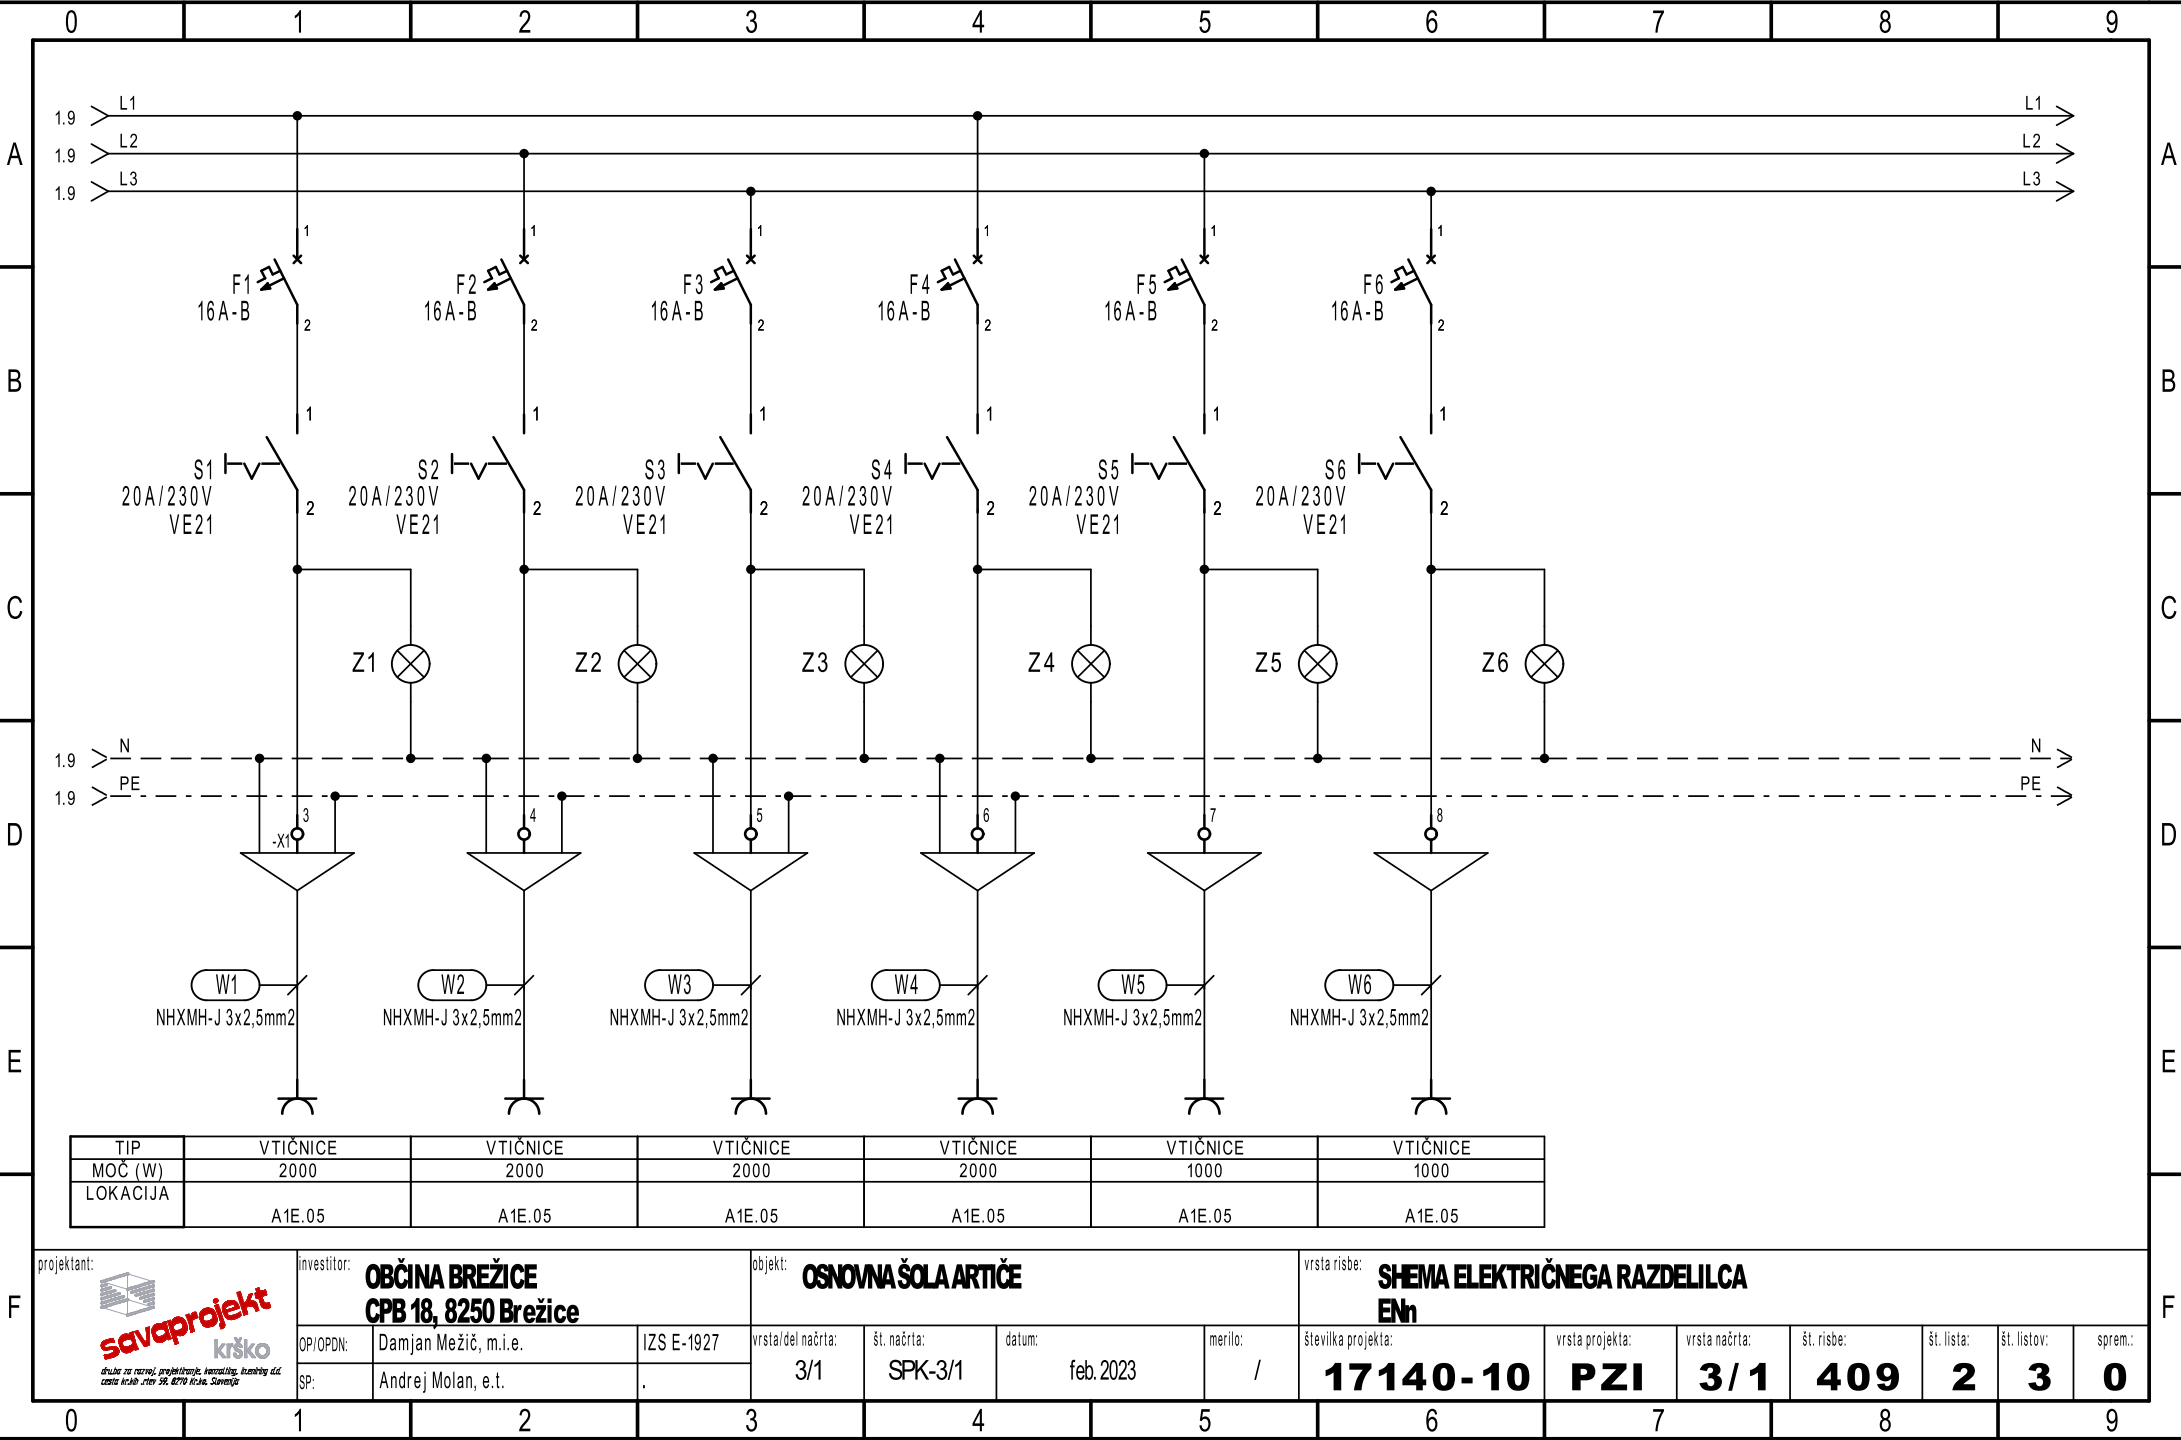 0 1 2 3 4 5 6 7 8 9
1.9 L1 L1
A 1.9 L2 L2 A
1.9 L3 L3
1 1 1 1 1 1
F1 F2 F3 F4 F5 F6
16A-B 16A-B 16A-B 16A-B 16A-B 16A-B
2 2 2 2 2 2
B B
1 1 1 1 1 1
S1 S2 S3 S4 S5 S6
20A/230V 20A/230V 20A/230V 20A/230V 20A/230V 20A/230V
2 2 2 2 2 2
VE21 VE21 VE21 VE21 VE21 VE21
C C
Z1 Z2 Z3 Z4 Z5 Z6
1.9 N N
1.9 PE PE
3 4 5 6 7 8
D -X1 D
W1 W2 W3 W4 W5 W6
NHXMH-J 3x2,5mm2 NHXMH-J 3x2,5mm2 NHXMH-J 3x2,5mm2 NHXMH-J 3x2,5mm2 NHXMH-J 3x2,5mm2 NHXMH-J 3x2,5mm2
E E
TIP VTIČNICE VTIČNICE VTIČNICE VTIČNICE VTIČNICE VTIČNICE
MOČ (W) 2000 2000 2000 2000 1000 1000
LOKACIJA
A1E.05 A1E.05 A1E.05 A1E.05 A1E.05 A1E.05
projektant: investitor: OBČINA BREŽICE objekt: OSNOVNA ŠOLA ARTIČE vrsta risbe: SHEMA ELEKTRIČNEGA RAZDELILCA
F CPB 18, 8250 Brežice ENn F
savaprojekt
krško
OP/OPDN: Damjan Mežič, m.i.e. IZS E-1927
SP: Andrej Molan, e.t. .
vrsta/del načrta: št. načrta: datum: merilo: številka projekta: vrsta projekta: vrsta načrta: št. risbe: št. lista: št. listov: sprem.:
3/1 SPK-3/1 feb. 2023 / 17140-10 PZI 3/1 409 2 3 0
0 1 2 3 4 5 6 7 8 9